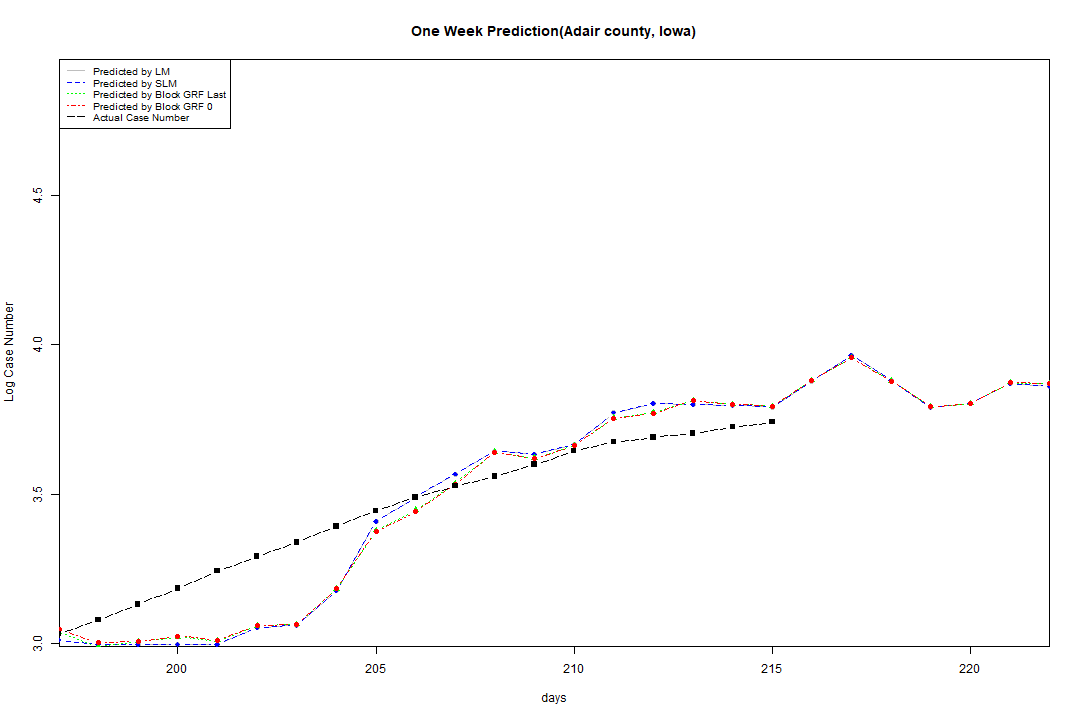 One Week Prediction(Adair county, Iowa)
Predicted by LM
Predicted by SLM
Predicted by Block GRF Last
Predicted by Block GRF 0
Actual Case Number
4.5
4.0
3.5
3.0
Log Case Number
200 205 210 215 220
days